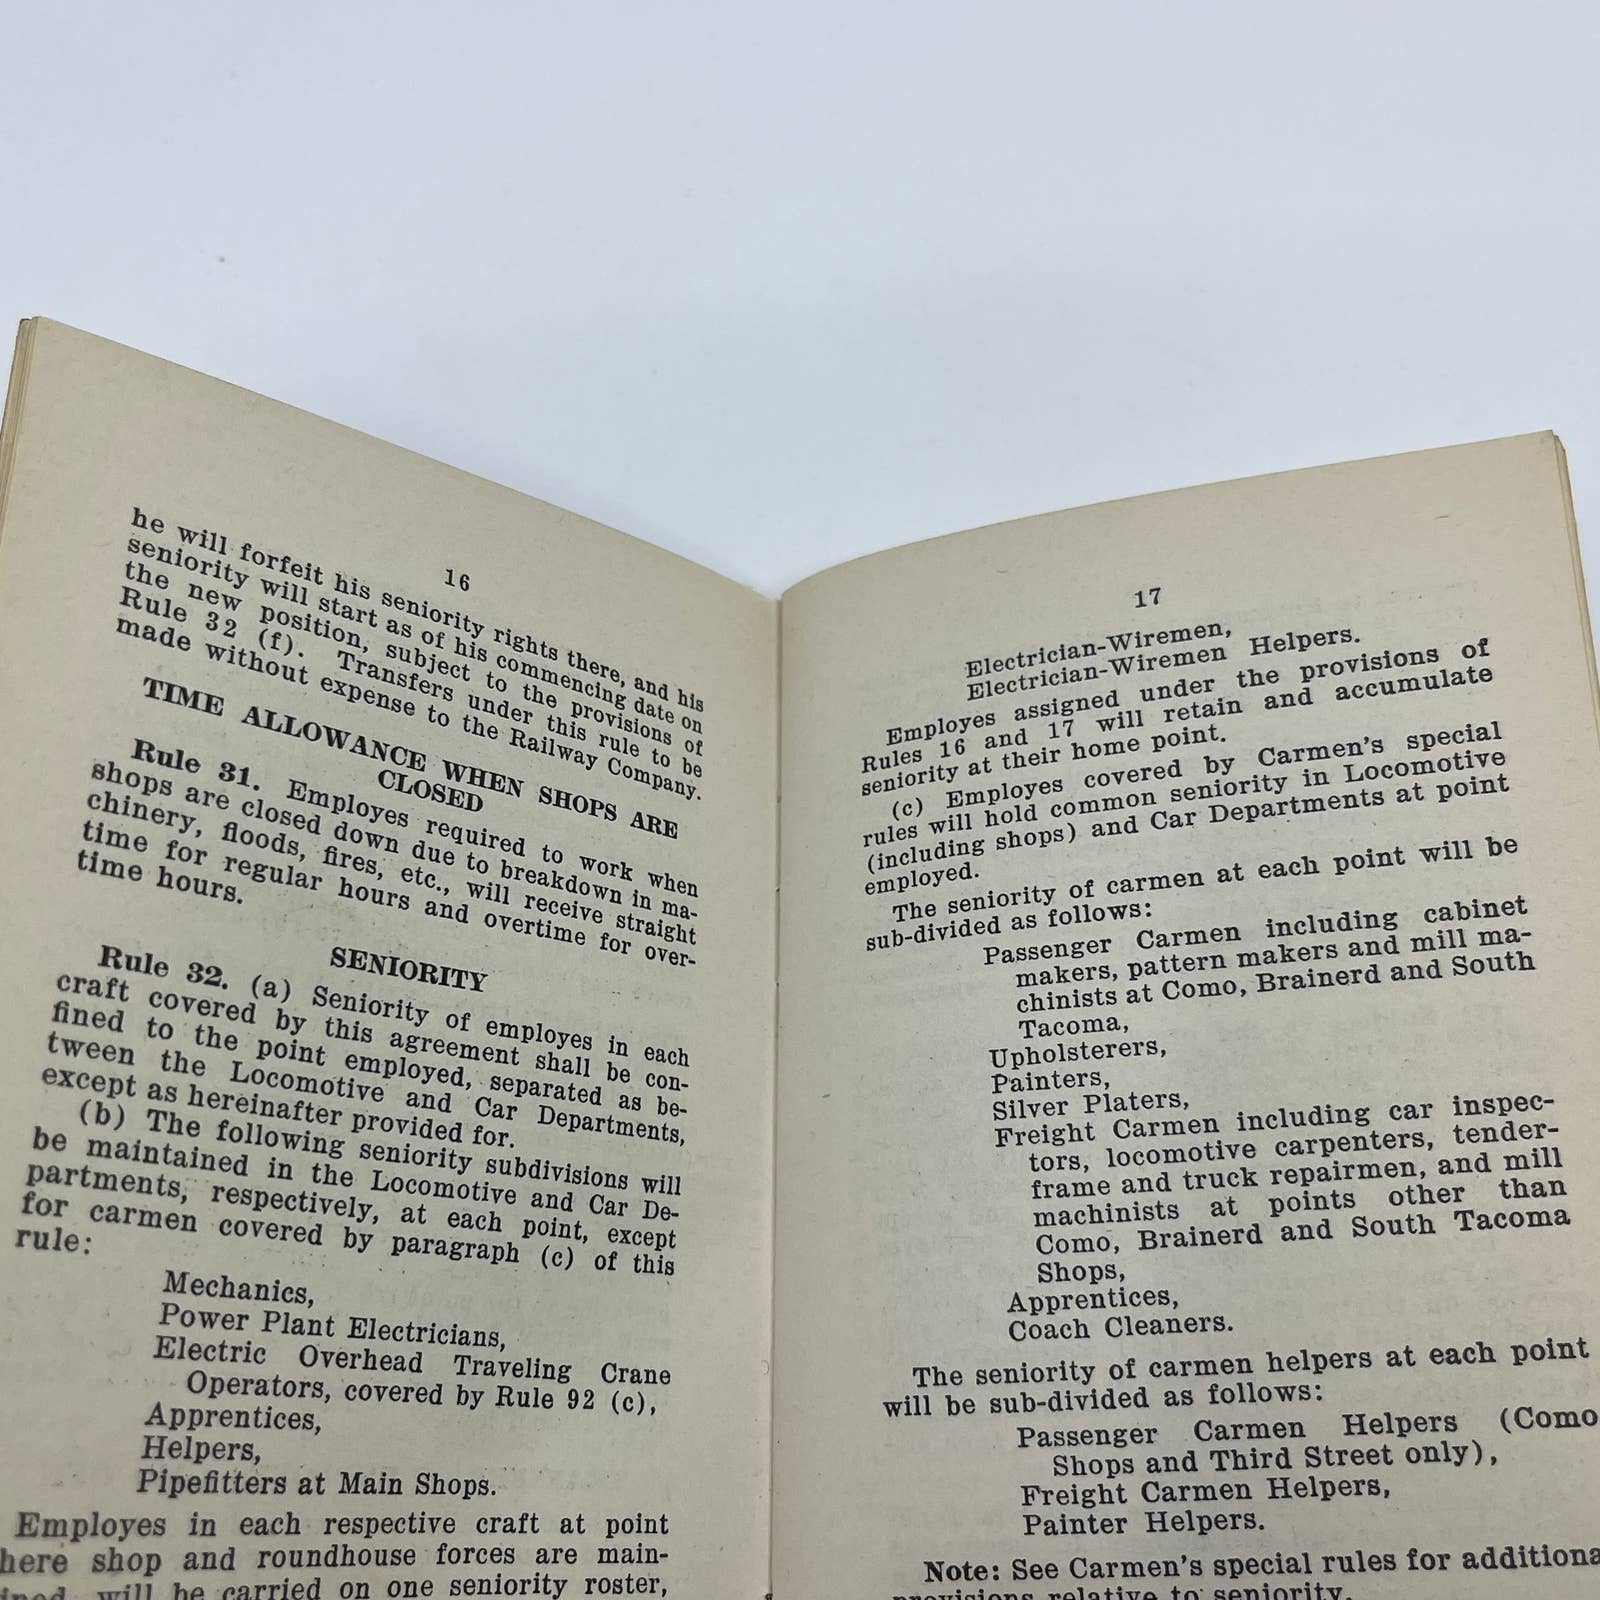 16
he will forfeit his seniority rights there, and his
seniority will start as of his commencing date on
the new position, subject to the provisions of
Rule 32 (f). Transfers under this rule to be
made without expense to the Railway Company.
TIME ALLOWANCE WHEN SHOPS ARE
CLOSED
Rule 31. Employes required to work when
shops are closed down due to breakdown in ma-
chinery, floods, fires, etc., will receive straight
time for regular hours and overtime for over-
time hours.
SENIORITY
Rule 32. (a) Seniority of employes in each
craft covered by this agreement shall be con-
fined to the point employed, separated as be-
tween the Locomotive and Car Departments,
except as hereinafter provided for.
(b) The following seniority subdivisions will
be maintained in the Locomotive and Car De-
partments, respectively, at each point, except
for carmen covered by paragraph (c) of this
rule:
Mechanics,
Power Plant Electricians,
Electric Overhead Traveling Crane
Operators, covered by Rule 92 (c),
Apprentices,
Helpers,
Pipefitters at Main Shops.
Employes in each respective craft at point
here shop and roundhouse forces are main-
ined, will be carried on one seniority roster,
17
Electrician-Wiremen,
Electrician-Wiremen Helpers.
Employes assigned under the provisions of
Rules 16 and 17 will retain and accumulate
seniority at their home point.
(c) Employes covered by Carmen's special
rules will hold common seniority in Locomotive
(including shops) and Car Departments at point
employed.
The seniority of carmen at each point will be
sub-divided as follows:
Passenger Carmen including cabinet
makers, pattern makers and mill ma-
chinists at Como, Brainerd and South
Tacoma,
Upholsterers,
Painters,
Silver Platers,
Freight Carmen including car inspec-
tors, locomotive carpenters, tender-
frame and truck repairmen, and mill
machinists at points other than
Como, Brainerd and South Tacoma
Shops,
Apprentices,
Coach Cleaners.
The seniority of carmen helpers at each point
will be sub-divided as follows:
Passenger Carmen Helpers (Como
Shops and Third Street only),
Freight Carmen Helpers,
Painter Helpers.
Note: See Carmen's special rules for additiona
provisions relative to seniority.